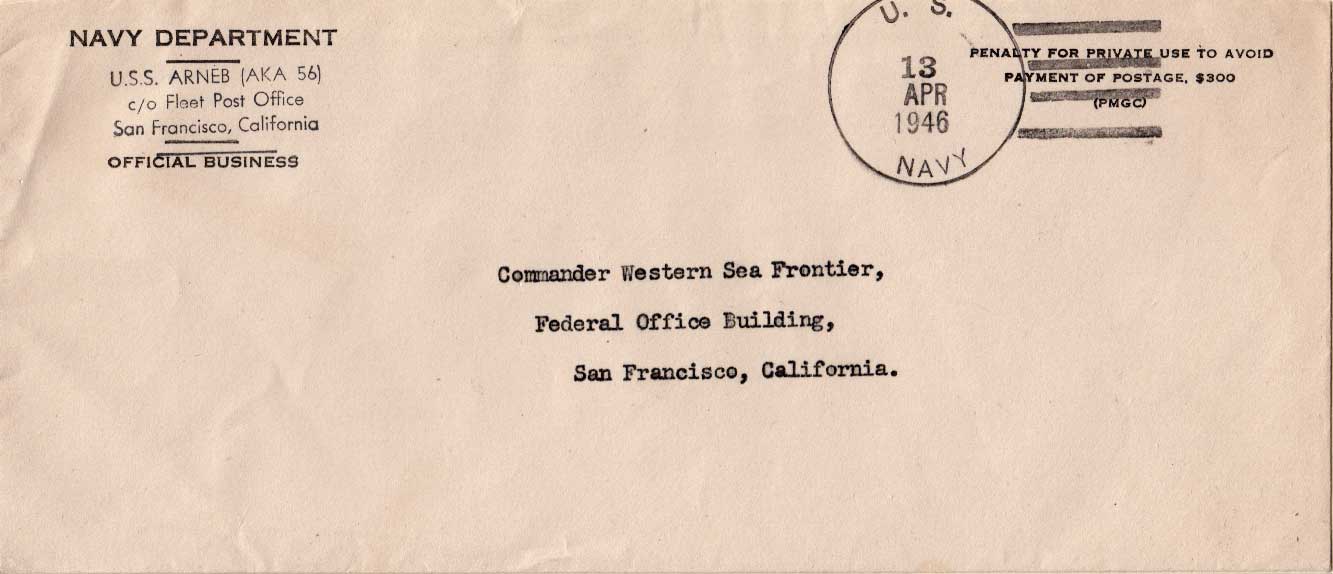 NAVY DEPARTMENT
U.S.S. ARNEB (AKA 56)
c/o Fleet Post Office
San Francisco, California
OFFICIAL BUSINESS
U. S.
13
APR
1946
NAVY
PENALTY FOR PRIVATE USE TO AVOID
PAYMENT OF POSTAGE, $300
(PMGC)
Commander Western Sea Frontier,
Federal Office Building,
San Francisco, California.